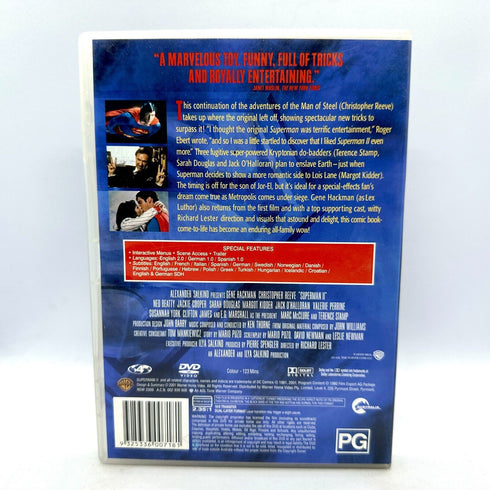 "A MARVELOUS TOY. FUNNY, FULL OF TRICKS
AND ROYALLY ENTERTAINING."
JANET MASLIN, THE NEW YORK TIMES
This continuation of the adventures of the Man of Steel (Christopher Reeve)
takes up where the original left off, showing spectacular new tricks to
surpass it! "I thought the original Superman was terrific entertainment," Roger
Ebert wrote, "and so I was a little startled to discover that I liked Superman II even
more." Three fugitive super-powered Kryptonian do-badders (Terence Stamp,
Sarah Douglas and Jack O'Halloran) plan to enslave Earth – just when
Superman decides to show a more romantic side to Lois Lane (Margot Kidder).
The timing is off for the son of Jor-El, but it's ideal for a special-effects fan's
dream come true as Metropolis comes under siege. Gene Hackman (as Lex
Luthor) also returns from the first film and with a top supporting cast, witty
Richard Lester direction and visuals that astound and delight, this comic book-
come-to-life has become an enduring all-family wow!
SPECIAL FEATURES
• Interactive Menus • Scene Access • Trailer
• Languages: English 2.0 / German 1.0 / Spanish 1.0
• Subtitles: English / French / Italian / Spanish / German / Swedish / Norwegian / Danish /
Finnish / Portuguese / Hebrew / Polish / Greek / Turkish / Hungarian / Icelandic / Croatian /
English & German SDH
ALEXANDER SALKIND PRESENTS GENE HACKMAN CHRISTOPHER REEVE "SUPERMAN II"
NED BEATTY JACKIE COOPER SARAH DOUGLAS MARGOT KIDDER JACK O'HALLORAN VALERIE PERRINE
SUSANNAH YORK CLIFTON JAMES AND E.G. MARSHALL AS THE PRESIDENT MARC McCLURE AND TERENCE STAMP
PRODUCTION DESIGN JOHN BARRY MUSIC COMPOSED AND CONDUCTED BY KEN THORNE FROM ORIGINAL MATERIAL COMPOSED BY JOHN WILLIAMS
CREATIVE CONSULTANT TOM MANKIEWICZ STORY BY MARIO PUZO SCREENPLAY BY MARIO PUZO, DAVID NEWMAN AND LESLIE NEWMAN
EXECUTIVE PRODUCER ILYA SALKIND PRODUCED BY PIERRE SPENGLER DIRECTED BY RICHARD LESTER
AN ALEXANDER AND ILYA SALKIND PRODUCTION
4
DVD
VIDEO
Colour - 123 Mins
DOLBY
DIGITAL
2.35:1
DUAL LAYER FORMAT
9 325336 007181
AUSTRALIA
PG